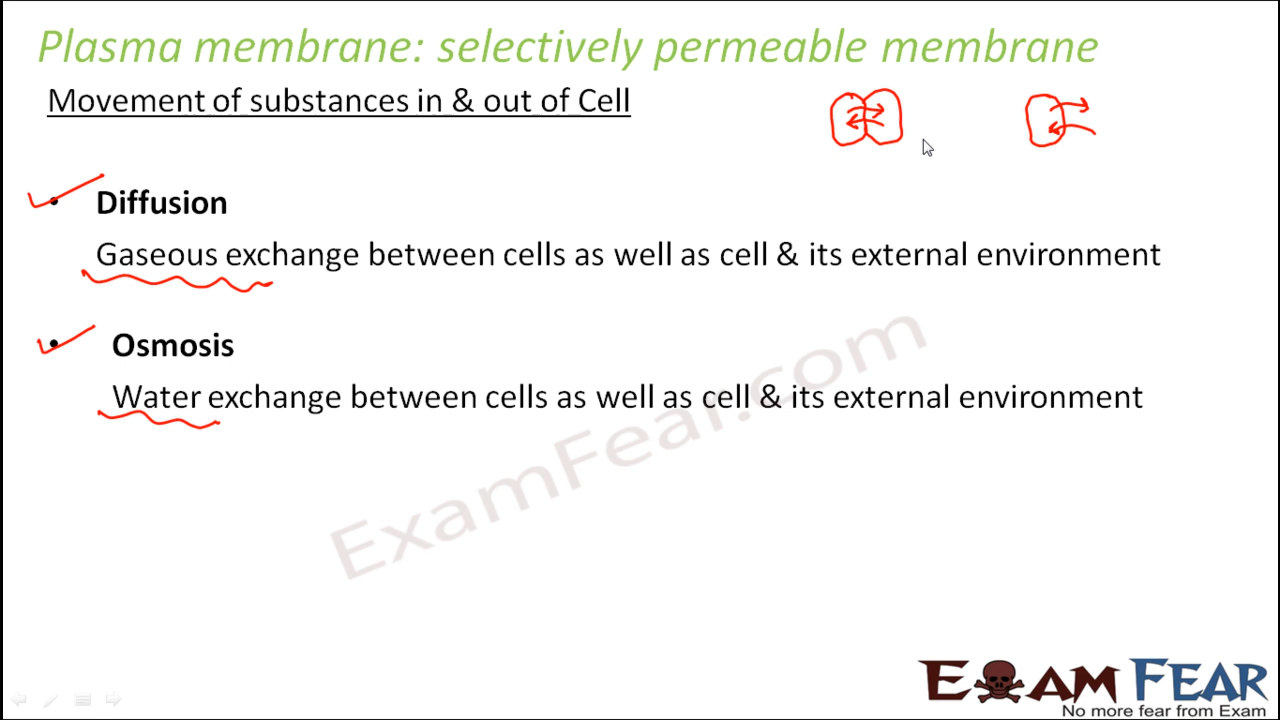 Plasma membrane: selectively permeable membrane
Movement of substances in & out of Cell
• Diffusion
Gaseous exchange between cells as well as cell & its external environment
• Osmosis
Water exchange between cells as well as cell & its external environment
ExamFear.com
EXAM FEAR
No more fear from Exam